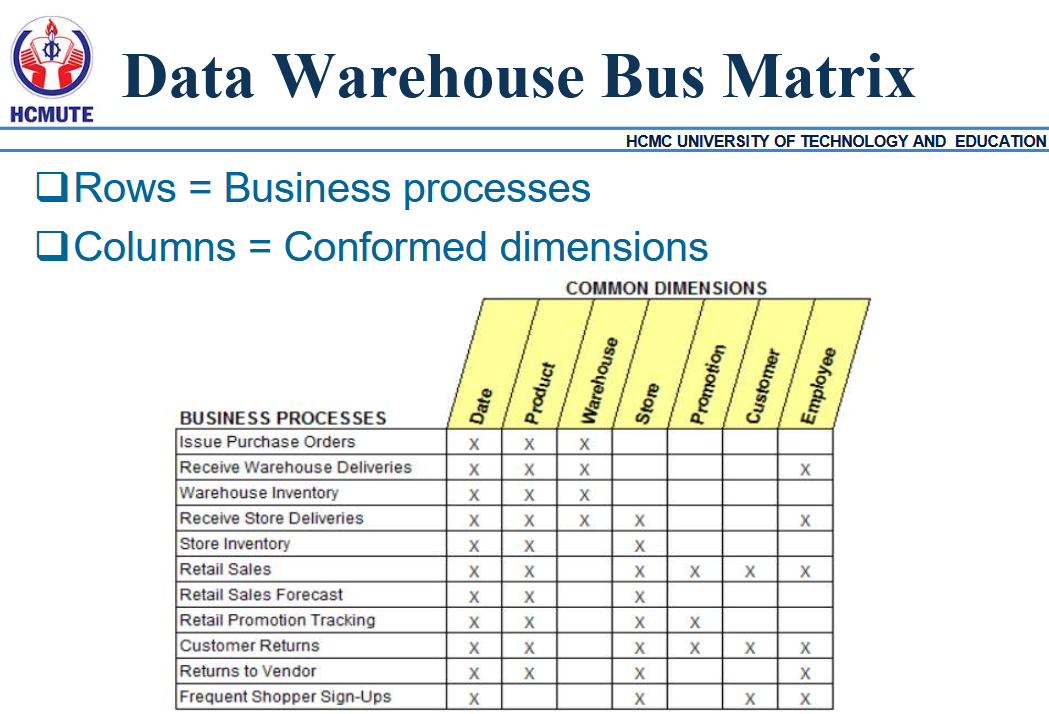 HCMUTE
Data Warehouse Bus Matrix
HCMC UNIVERSITY OF TECHNOLOGY AND EDUCATION
Rows = Business processes
Columns = Conformed dimensions
COMMON DIMENSIONS
BUSINESS PROCESSES Date Product Warehouse Store Promotion Customer Employee
Issue Purchase Orders X X X
Receive Warehouse Deliveries X X X X
Warehouse Inventory X X X
Receive Store Deliveries X X X X X
Store Inventory X X X
Retail Sales X X X X X X
Retail Sales Forecast X X X
Retail Promotion Tracking X X X X
Customer Returns X X X X X X
Returns to Vendor X X X X
Frequent Shopper Sign-Ups X X X X